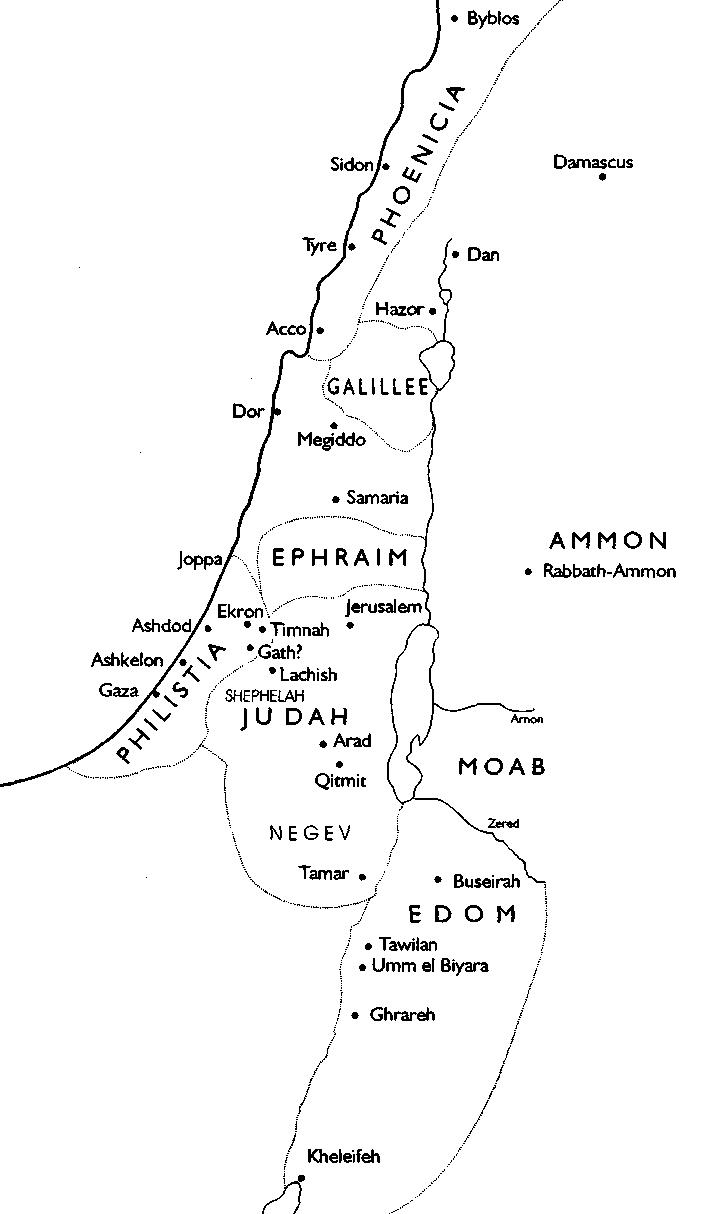 Byblos
PHOENICIA
Sidon
Damascus
Tyre
Dan
Hazor
Acco
GALILLEE
Dor
Megiddo
Samaria
AMMON
Joppa
EPHRAIM
Rabbath-Ammon
Jerusalem
Ekron
Ashdod
Timnah
Gath?
Ashkelon
Lachish
Gaza
PHILISTIA
SHEPHELAH
JUDAH
Arnon
Arad
MOAB
Qitmit
Zered
NEGEV
Tamar
Buseirah
EDOM
Tawilan
Umm el Biyara
Ghrareh
Kheleifeh